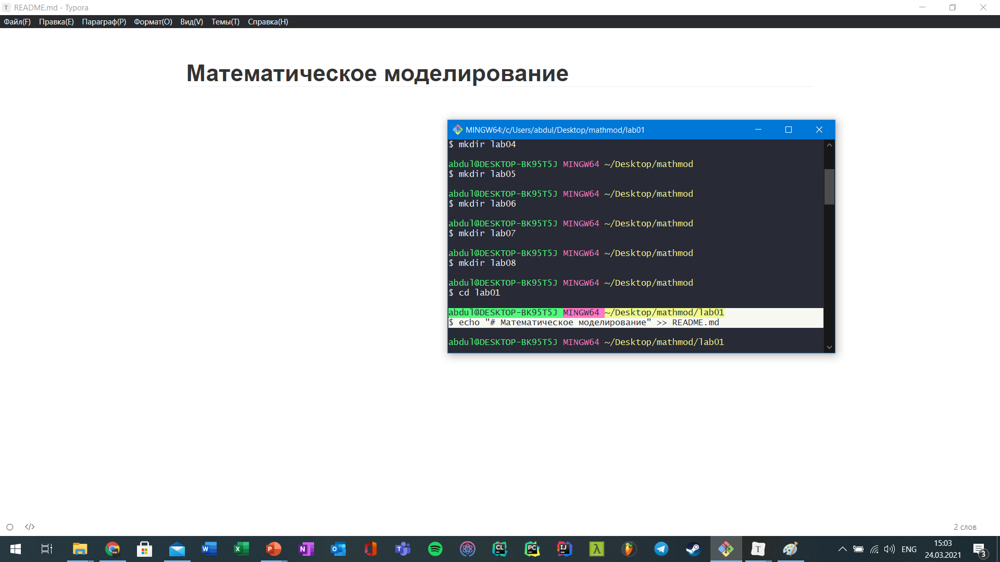 README.md - Typora
Файл(F) Правка(E) Параграф(P) Формат(O) Вид(V) Темы(T) Справка(H)
Математическое моделирование
MINGW64:/c/Users/abdul/Desktop/mathmod/lab01
$ mkdir lab04
abdul@DESKTOP-BK95T5J MINGW64 ~/Desktop/mathmod
$ mkdir lab05
abdul@DESKTOP-BK95T5J MINGW64 ~/Desktop/mathmod
$ mkdir lab06
abdul@DESKTOP-BK95T5J MINGW64 ~/Desktop/mathmod
$ mkdir lab07
abdul@DESKTOP-BK95T5J MINGW64 ~/Desktop/mathmod
$ mkdir lab08
abdul@DESKTOP-BK95T5J MINGW64 ~/Desktop/mathmod
$ cd lab01
abdul@DESKTOP-BK95T5J MINGW64 ~/Desktop/mathmod/lab01
$ echo "# Математическое моделирование" >> README.md
abdul@DESKTOP-BK95T5J MINGW64 ~/Desktop/mathmod/lab01
2 слов
ENG
15:03
24.03.2021
3